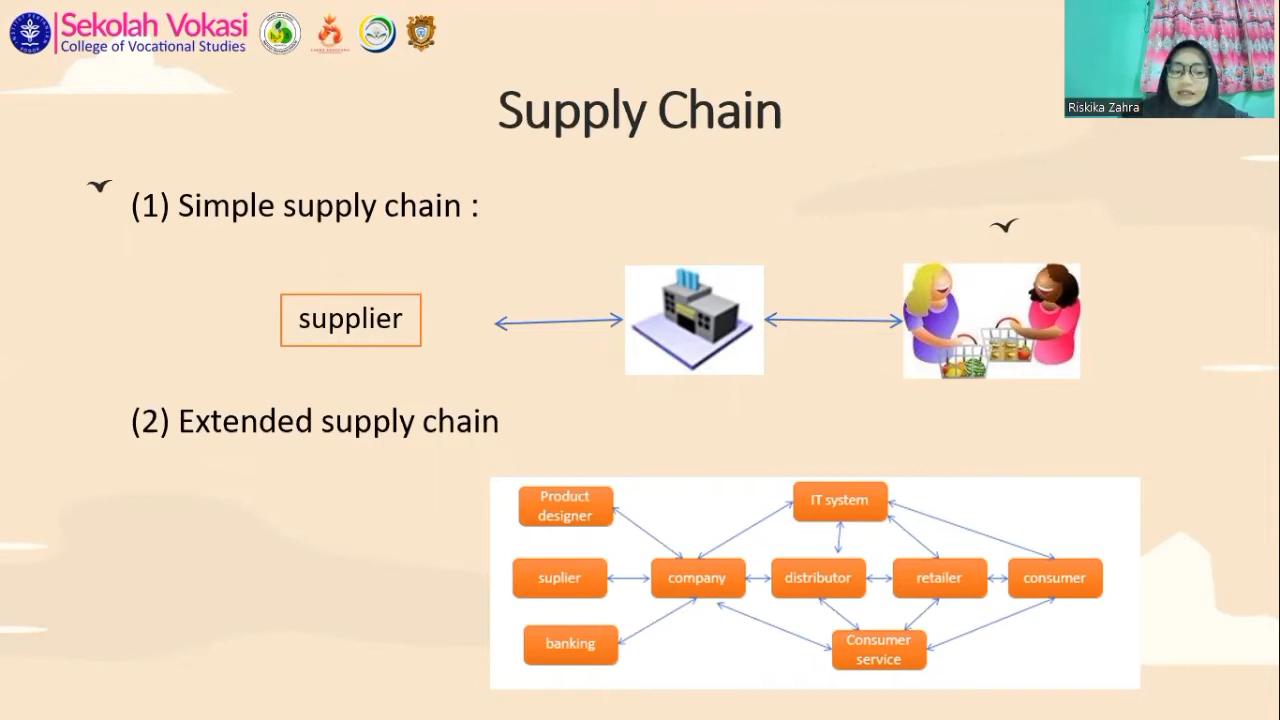 Sekolah Vokasi
College of Vocational Studies
Riskika Zahra
Supply Chain
(1) Simple supply chain :
supplier
(2) Extended supply chain
Product
designer
IT system
suplier
company
distributor
retailer
consumer
banking
Consumer
service